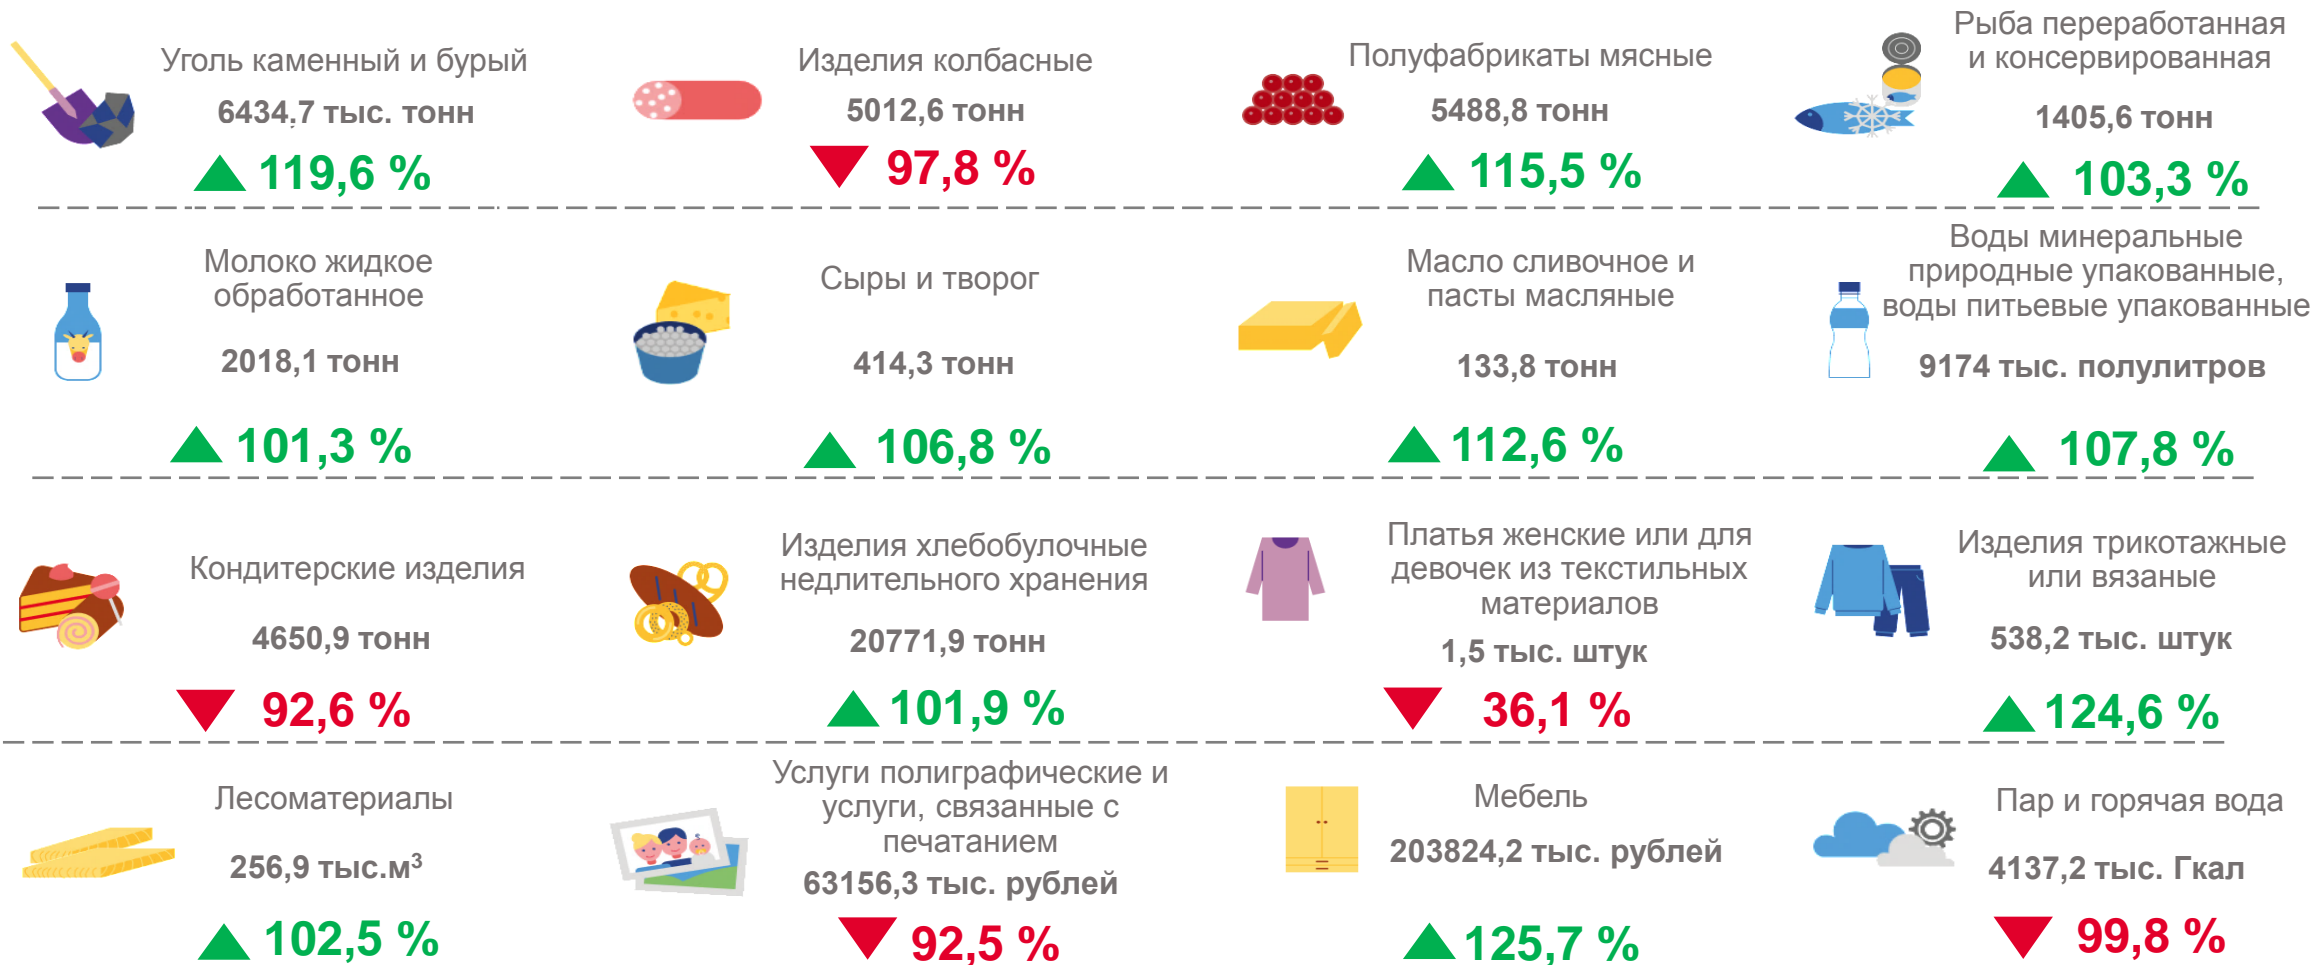 Уголь каменный и бурый
6434,7 тыс. тонн
119,6 %
Изделия колбасные
5012,6 тонн
97,8 %
Полуфабрикаты мясные
5488,8 тонн
115,5 %
Рыба переработанная
и консервированная
1405,6 тонн
103,3 %
Молоко жидкое
обработанное
2018,1 тонн
101,3 %
Сыры и творог
414,3 тонн
106,8 %
Масло сливочное и
пасты масляные
133,8 тонн
112,6 %
Воды минеральные
природные упакованные,
воды питьевые упакованные
9174 тыс. полулитров
107,8 %
Кондитерские изделия
4650,9 тонн
92,6 %
Изделия хлебобулочные
недлительного хранения
20771,9 тонн
101,9 %
Платья женские или для
девочек из текстильных
материалов
1,5 тыс. штук
36,1 %
Изделия трикотажные
или вязаные
538,2 тыс. штук
124,6 %
Лесоматериалы
256,9 тыс.м³
102,5 %
Услуги полиграфические и
услуги, связанные с
печатанием
63156,3 тыс. рублей
92,5 %
Мебель
203824,2 тыс. рублей
125,7 %
Пар и горячая вода
4137,2 тыс. Гкал
99,8 %